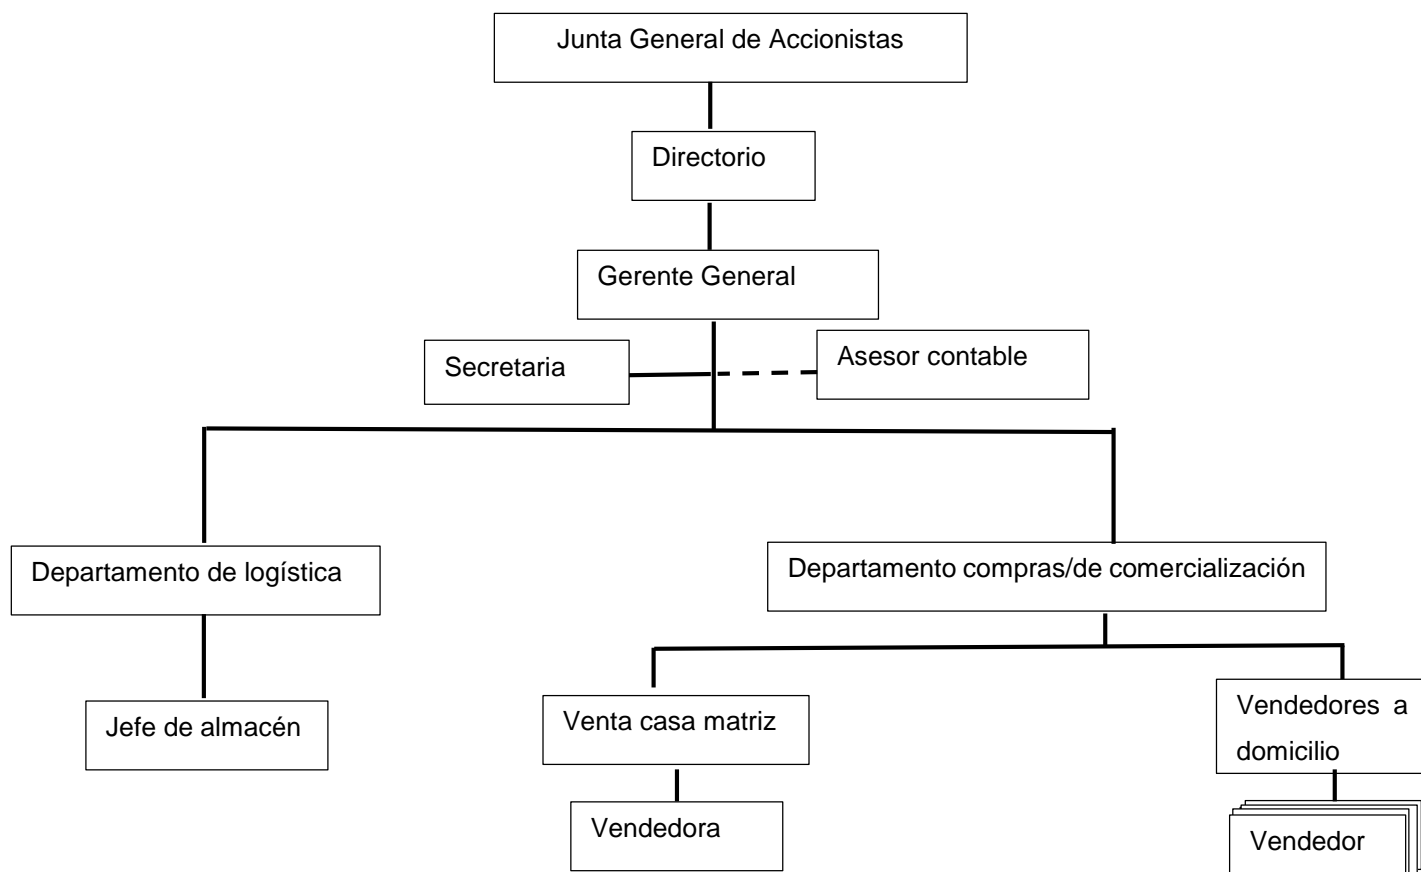 Junta General de Accionistas
Directorio
Gerente General
Secretaria
Asesor contable
Departamento de logística
Departamento compras/de comercialización
Jefe de almacén
Venta casa matriz
Vendedores a
domicilio
Vendedora
Vendedor